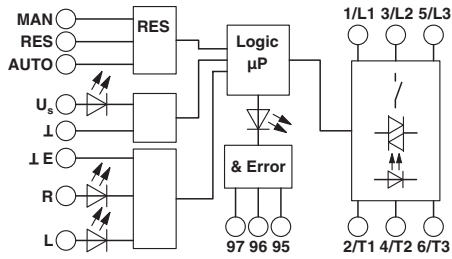 MAN
RES
AUTO
RES
Us
⊥
⊥ E
R
L
Logic
µP
& Error
97 96 95
1/L1 3/L2 5/L3
2/T1 4/T2 6/T3